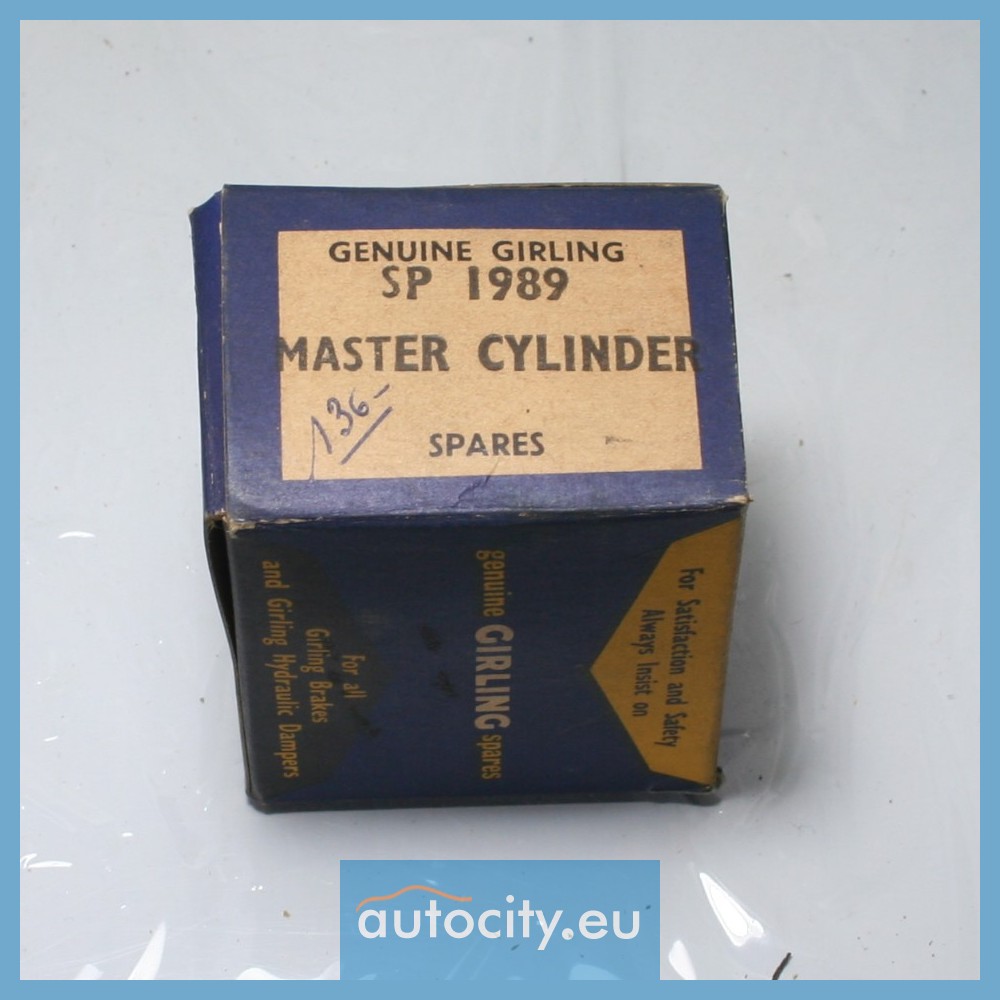 GENUINE GIRLING
SP 1989
MASTER CYLINDER
136-
SPARES
For Satisfaction and Safety
Always Insist on
genuine GIRLING spares
For all
Girling Brakes
and Girling Hydraulic Dampers
autocity.eu